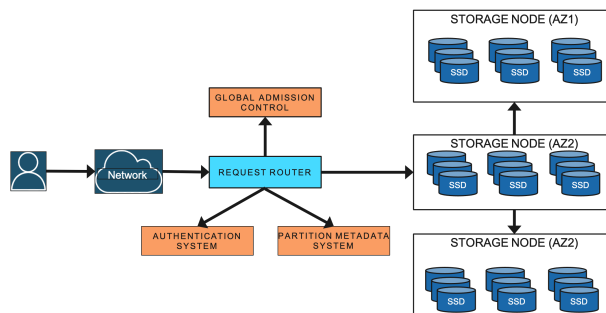 STORAGE NODE (AZ1)
SSD SSD SSD
GLOBAL ADMISSION
CONTROL
STORAGE NODE (AZ2)
SSD SSD SSD
Network
REQUEST ROUTER
AUTHENTICATION
SYSTEM
PARTITION METADATA
SYSTEM
STORAGE NODE (AZ2)
SSD SSD SSD